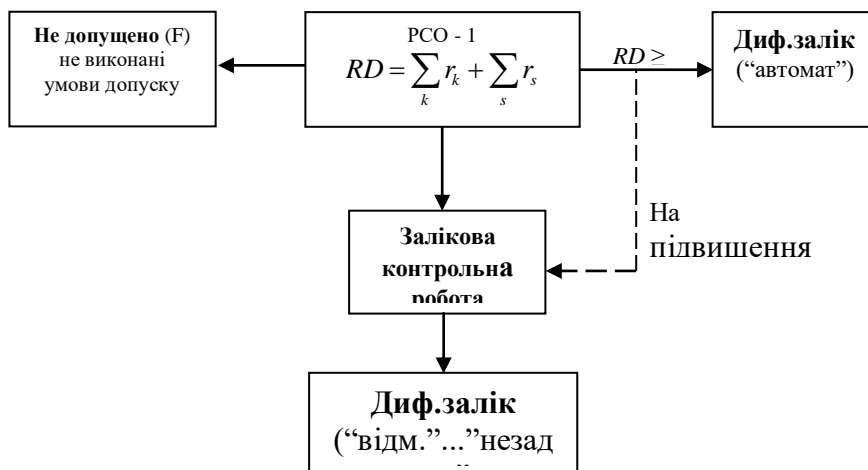 Не допущено (F)
не виконані
умови допуску
РСО - 1
RD = ∑ r_k + ∑ r_s
k s
RD ≥
Диф.залік
(“автомат”)
На
підвишення
Залікова
контрольна
робота
Диф.залік
(“відм.”...”незад